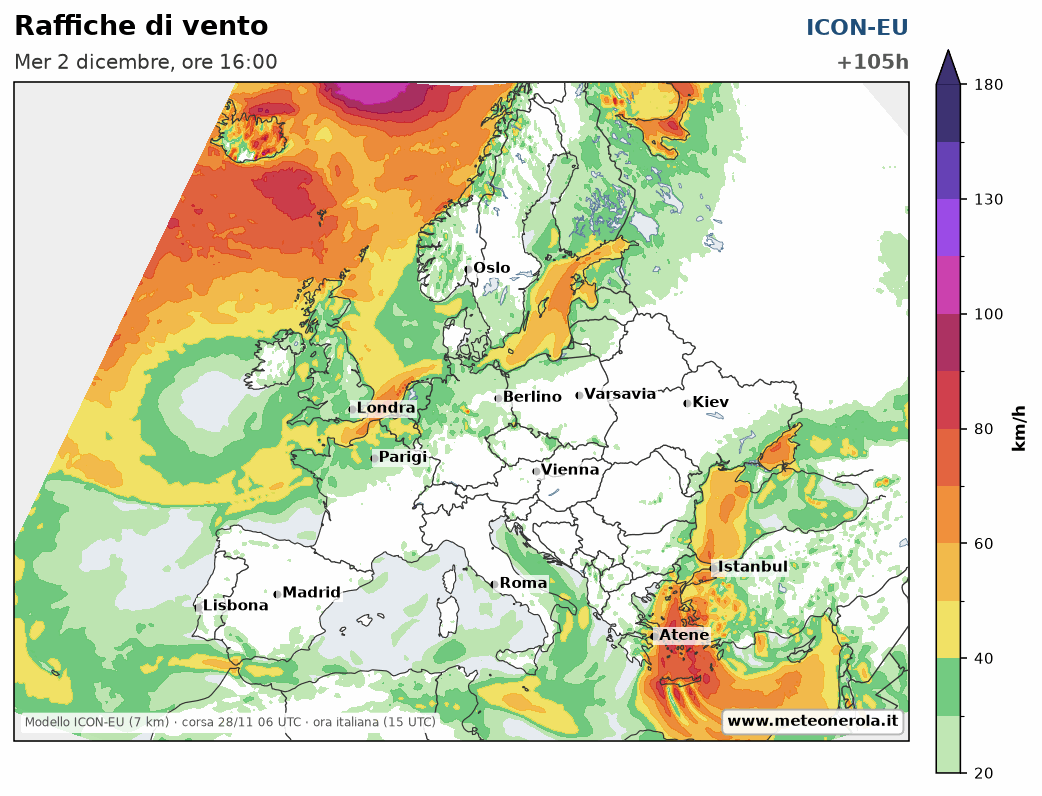 Raffiche di vento
ICON-EU
Mer 2 dicembre, ore 16:00
+105h
180
130
100
80
60
40
20
km/h
Oslo
Londra
Berlino
Varsavia
Kiev
Parigi
Vienna
Istanbul
Roma
Madrid
Lisbona
Atene
Modello ICON-EU (7 km) · corsa 28/11 06 UTC · ora italiana (15 UTC)
www.meteonerola.it